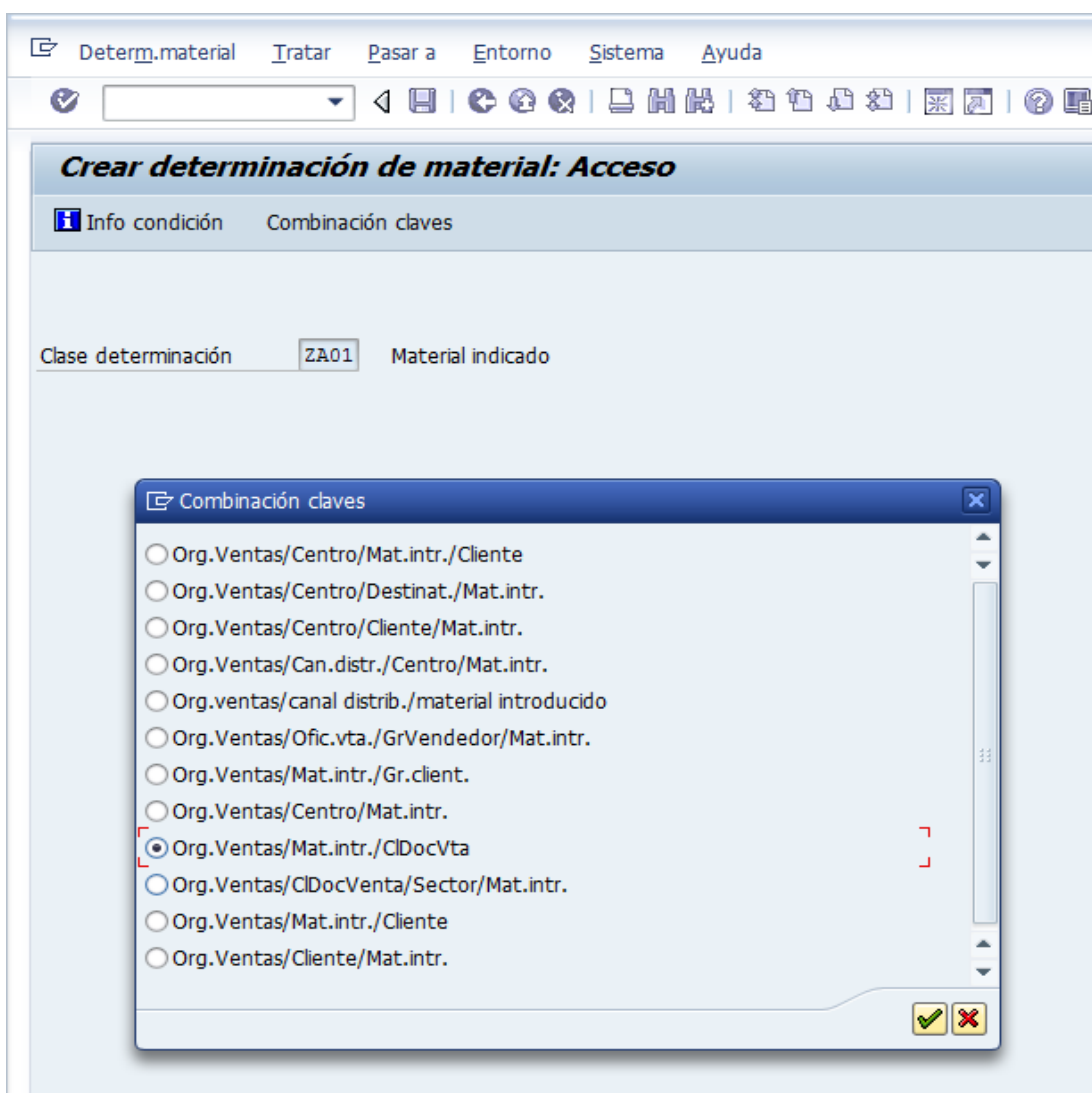 Determ.material Tratar Pasar a Entorno Sistema Ayuda
Crear determinación de material: Acceso
Info condición Combinación claves
Clase determinación ZA01 Material indicado
Combinación claves
Org.Ventas/Centro/Mat.intr./Cliente
Org.Ventas/Centro/Destinat./Mat.intr.
Org.Ventas/Centro/Cliente/Mat.intr.
Org.Ventas/Can.distr./Centro/Mat.intr.
Org.ventas/canal distrib./material introducido
Org.Ventas/Ofic.vta./GrVendedor/Mat.intr.
Org.Ventas/Mat.intr./Gr.client.
Org.Ventas/Centro/Mat.intr.
Org.Ventas/Mat.intr./ClDocVta
Org.Ventas/ClDocVenta/Sector/Mat.intr.
Org.Ventas/Mat.intr./Cliente
Org.Ventas/Cliente/Mat.intr.